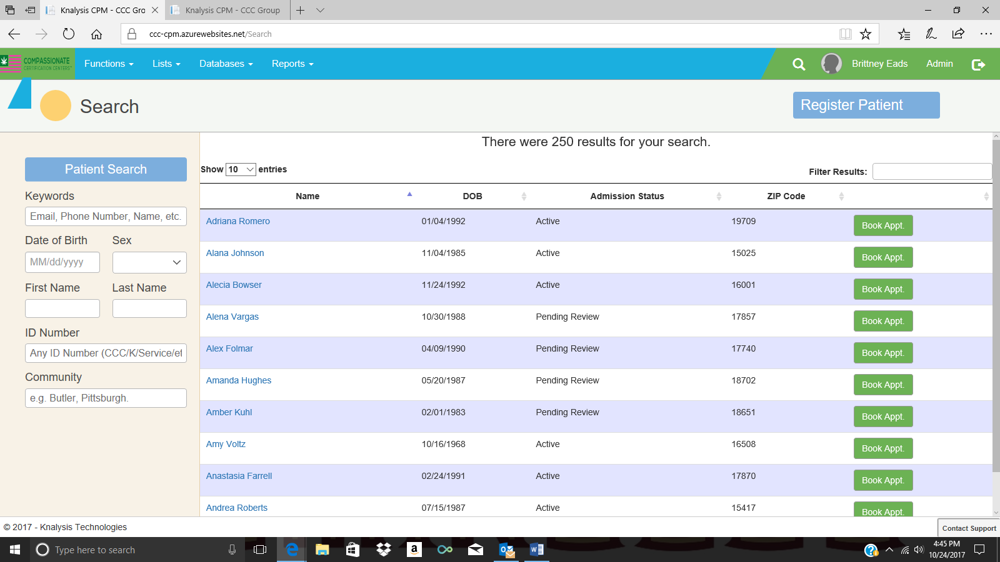 Knalysis CPM - CCC Gro
Knalysis CPM - CCC Group
ccc-cpm.azurewebsites.net/Search
COMPASSIONATE
CERTIFICATION CENTERS
Functions
Lists
Databases
Reports
Brittney Eads
Admin
Search
Register Patient
There were 250 results for your search.
Patient Search
Show 10 entries
Filter Results:
Keywords
Email, Phone Number, Name, etc.
Date of Birth Sex
MM/dd/yyyy
First Name Last Name
ID Number
Any ID Number (CCC/K/Service/et
Community
e.g. Butler, Pittsburgh.
Name DOB Admission Status ZIP Code
Adriana Romero 01/04/1992 Active 19709 Book Appt.
Alana Johnson 11/04/1985 Active 15025 Book Appt.
Alecia Bowser 11/24/1992 Active 16001 Book Appt.
Alena Vargas 10/30/1988 Pending Review 17857 Book Appt.
Alex Folmar 04/09/1990 Pending Review 17740 Book Appt.
Amanda Hughes 05/20/1987 Pending Review 18702 Book Appt.
Amber Kuhl 02/01/1983 Pending Review 18651 Book Appt.
Amy Voltz 10/16/1968 Active 16508 Book Appt.
Anastasia Farrell 02/24/1991 Active 17870 Book Appt.
Andrea Roberts 07/15/1987 Active 15417 Book Appt.
© 2017 - Knalysis Technologies
Contact Support
Type here to search
4:45 PM
10/24/2017